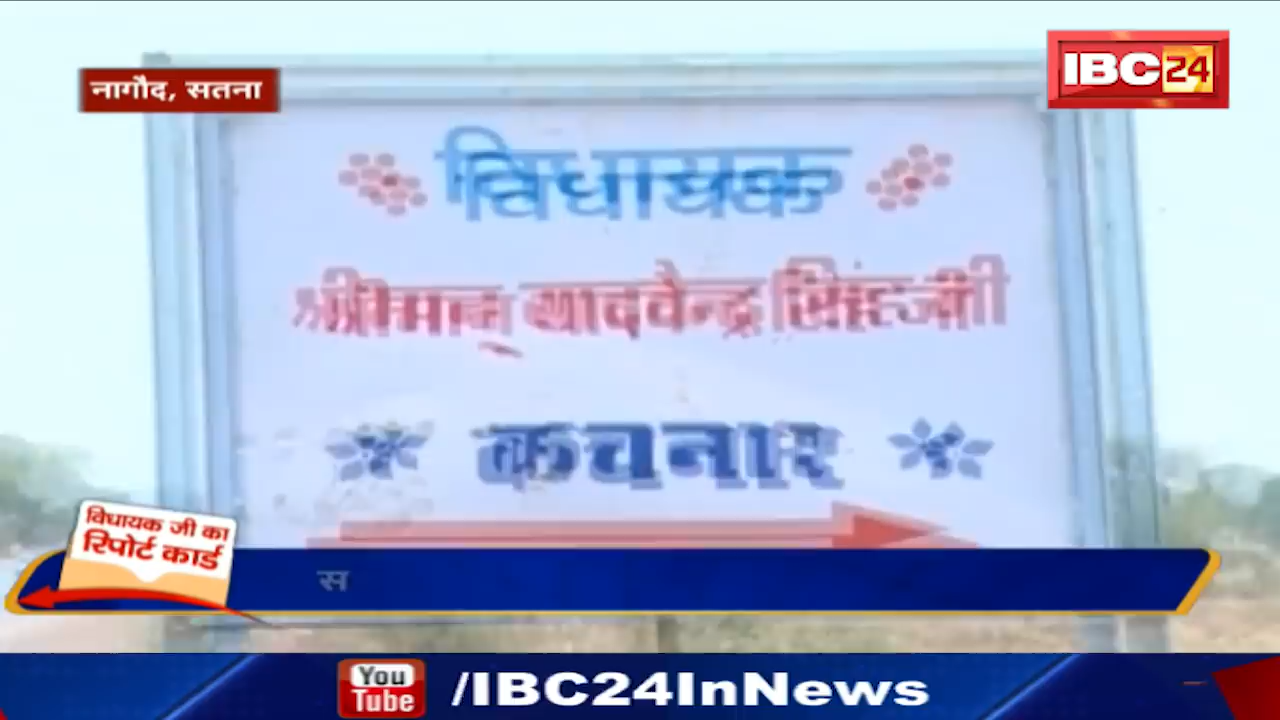 IBC24
नागौद, सतना
विधायक
श्रीमान् यादवेन्द्र सिंह जी
कचनार
विधायक जी का
रिपोर्ट कार्ड
स
You
Tube
/IBC24InNews